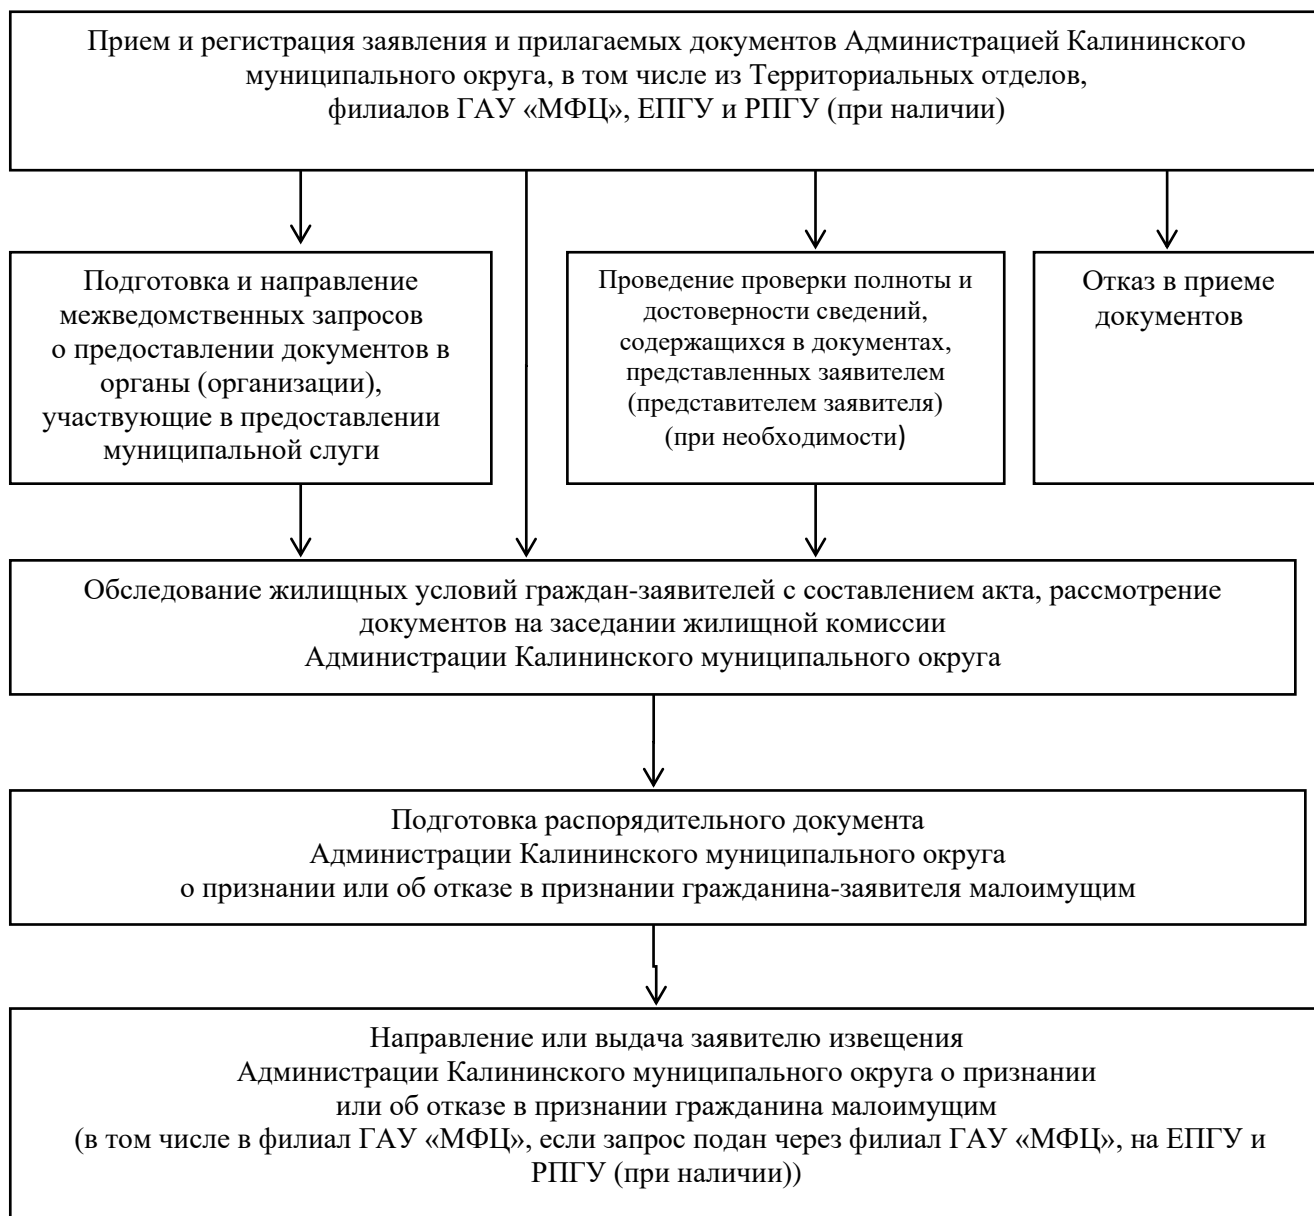 Прием и регистрация заявления и прилагаемых документов Администрацией Калининского
муниципального округа, в том числе из Территориальных отделов,
филиалов ГАУ «МФЦ», ЕПГУ и РПГУ (при наличии)
Подготовка и направление
межведомственных запросов
о предоставлении документов в
органы (организации),
участвующие в предоставлении
муниципальной слуги
Проведение проверки полноты и
достоверности сведений,
содержащихся в документах,
представленных заявителем
(представителем заявителя)
(при необходимости)
Отказ в приеме
документов
Обследование жилищных условий граждан-заявителей с составлением акта, рассмотрение
документов на заседании жилищной комиссии
Администрации Калининского муниципального округа
Подготовка распорядительного документа
Администрации Калининского муниципального округа
о признании или об отказе в признании гражданина-заявителя малоимущим
Направление или выдача заявителю извещения
Администрации Калининского муниципального округа о признании
или об отказе в признании гражданина малоимущим
(в том числе в филиал ГАУ «МФЦ», если запрос подан через филиал ГАУ «МФЦ», на ЕПГУ и
РПГУ (при наличии))